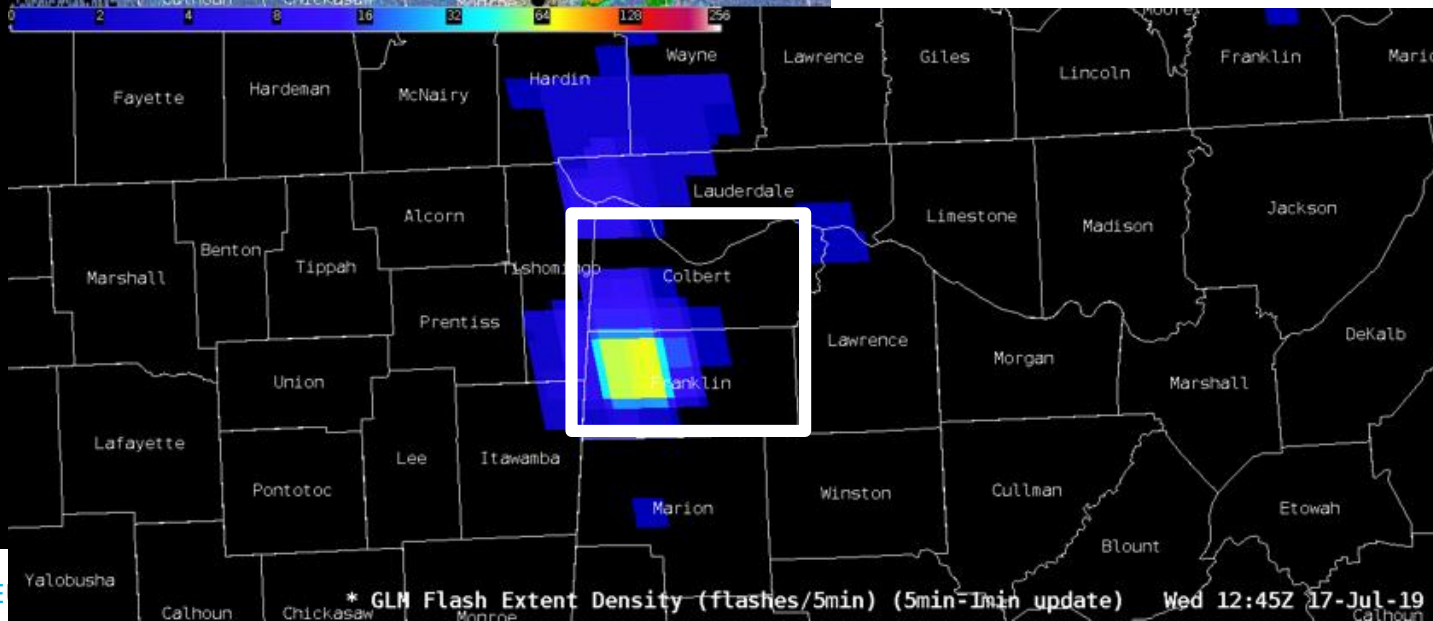 0 2 4 8 16 32 64 128 256
Wayne Lawrence Giles Franklin
Hardin Lincoln
Fayette Hardeman McNairy
Lauderdale
Alcorn Limestone Madison Jackson
Benton
Marshall Tippah Tishomingo Colbert
Prentiss Lawrence DeKalb
Union Franklin Morgan Marshall
Lafayette Lee Itawamba
Pontotoc Marion Winston Cullman Etowah
Blount
Yalobusha
* GLM Flash Extent Density (flashes/5min) (5min-1min update) Wed 12:45Z 17-Jul-19
Calhoun Chickasaw Monroe Calhoun